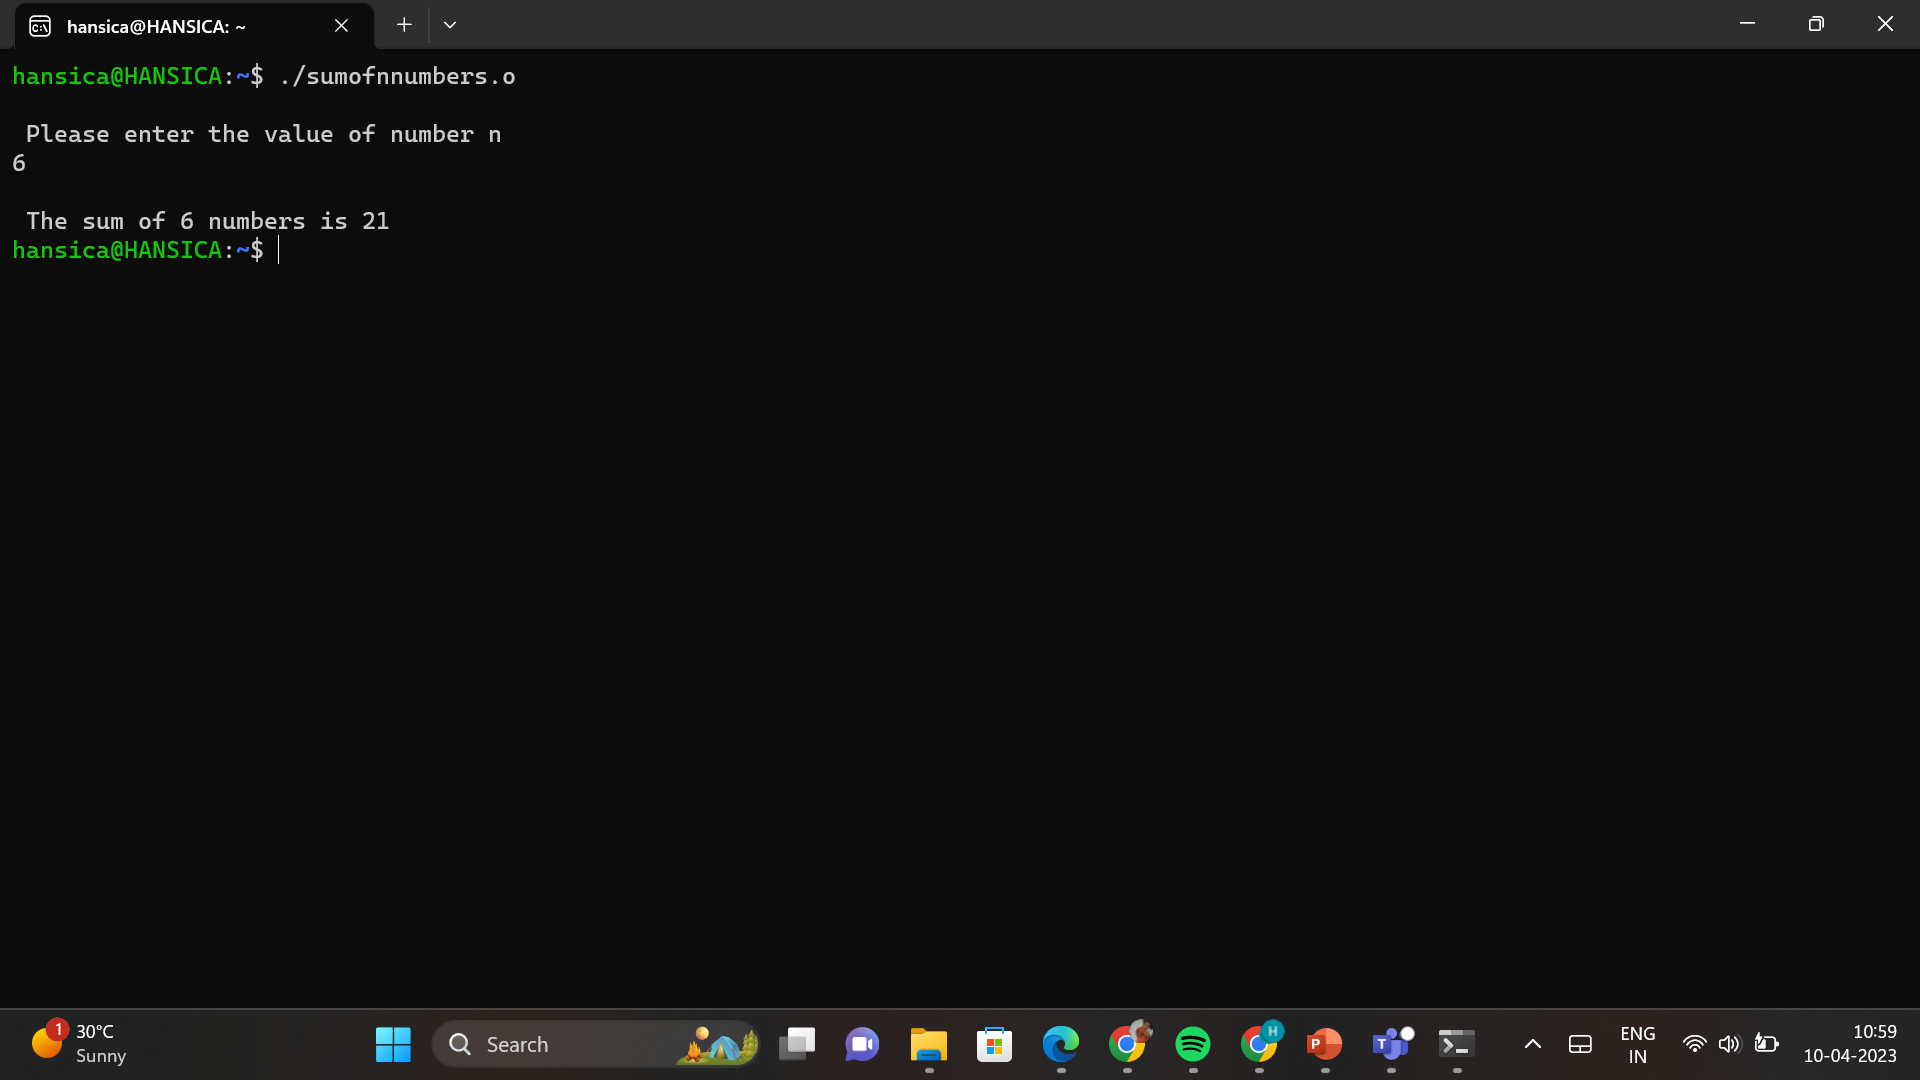 hansica@HANSICA: ~
hansica@HANSICA:~$ ./sumofnnumbers.o
Please enter the value of number n
6
The sum of 6 numbers is 21
hansica@HANSICA:~$
1
30°C
Sunny
Search
H
P
T
ENG
IN
10:59
10-04-2023